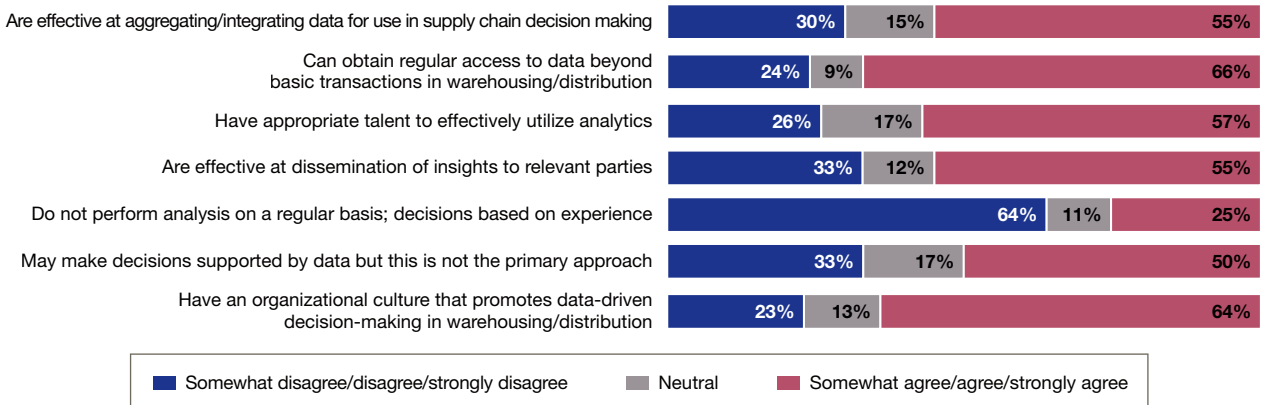 Are effective at aggregating/integrating data for use in supply chain decision making
30% 15% 55%
Can obtain regular access to data beyond
basic transactions in warehousing/distribution
24% 9% 66%
Have appropriate talent to effectively utilize analytics
26% 17% 57%
Are effective at dissemination of insights to relevant parties
33% 12% 55%
Do not perform analysis on a regular basis; decisions based on experience
64% 11% 25%
May make decisions supported by data but this is not the primary approach
33% 17% 50%
Have an organizational culture that promotes data-driven
decision-making in warehousing/distribution
23% 13% 64%
Somewhat disagree/disagree/strongly disagree Neutral Somewhat agree/agree/strongly agree